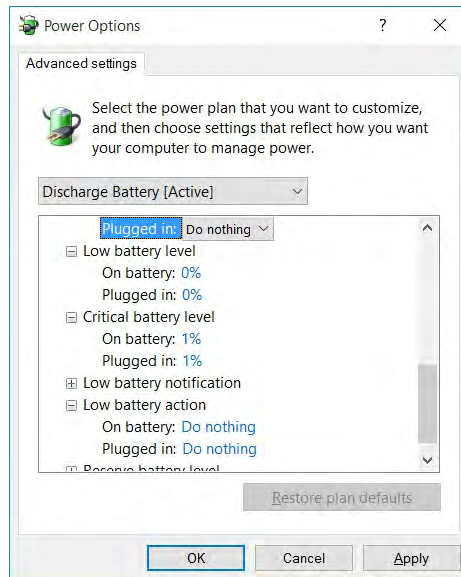 Power Options
Advanced settings
Select the power plan that you want to customize,
and then choose settings that reflect how you want
your computer to manage power.
Discharge Battery [Active]
Plugged in: Do nothing
Low battery level
On battery: 0%
Plugged in: 0%
Critical battery level
On battery: 1%
Plugged in: 1%
Low battery notification
Low battery action
On battery: Do nothing
Plugged in: Do nothing
Reserve battery level
Restore plan defaults
OK Cancel Apply